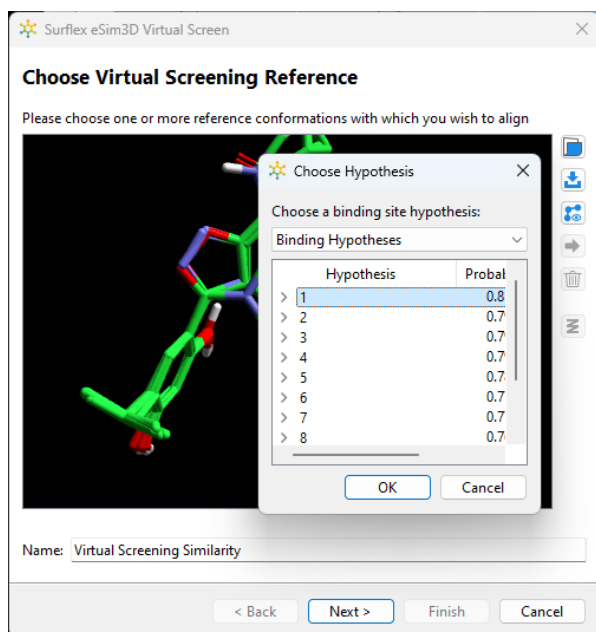 Surflex eSim3D Virtual Screen
Choose Virtual Screening Reference
Please choose one or more reference conformations with which you wish to align
Choose Hypothesis
Choose a binding site hypothesis:
Binding Hypotheses
Hypothesis
1 0.8
2
3
4
5
6
7
8
OK Cancel
Name: Virtual Screening Similarity
< Back Next > Finish Cancel